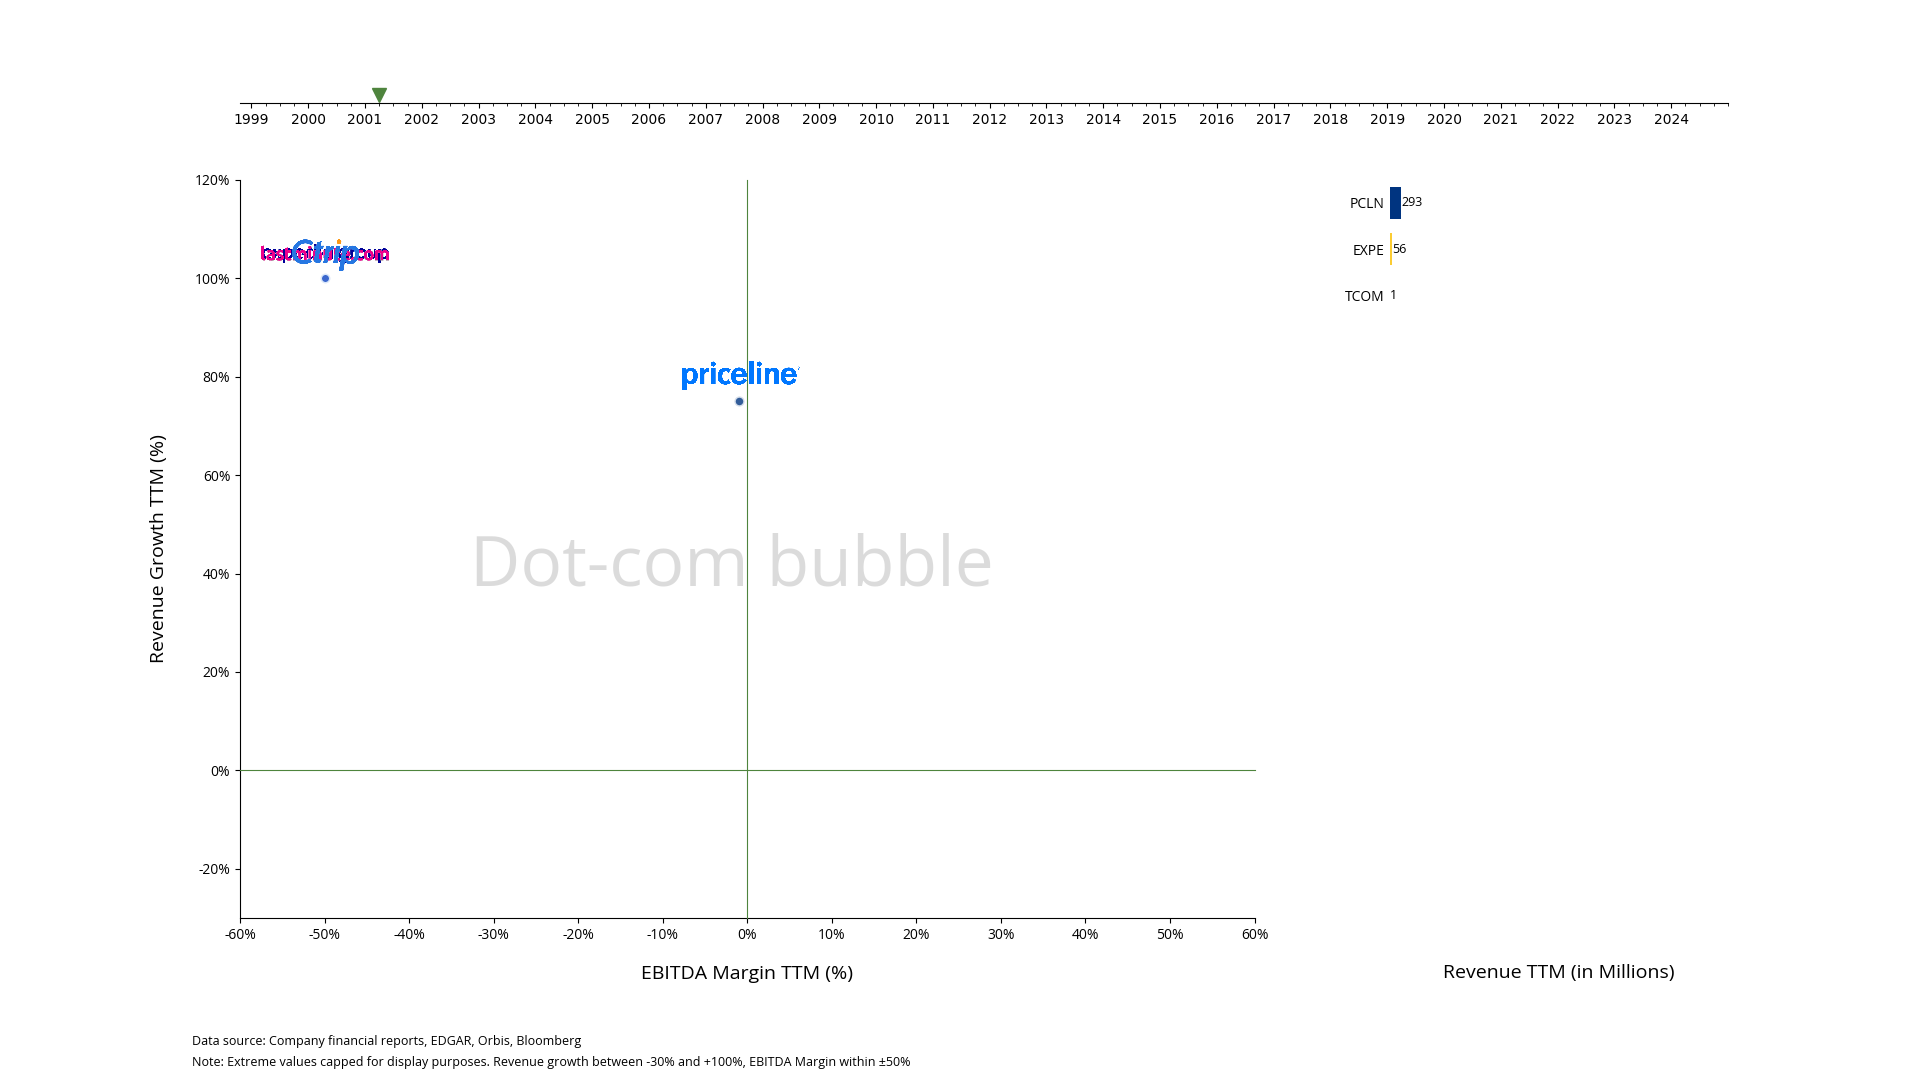 1999 2000 2001 2002 2003 2004 2005 2006 2007 2008 2009 2010 2011 2012 2013 2014 2015 2016 2017 2018 2019 2020 2021 2022 2023 2024
120%
100%
80%
60%
40%
20%
0%
-20%
Revenue Growth TTM (%)
lastminute.com
Ctrip
priceline
Dot-com bubble
-60% -50% -40% -30% -20% -10% 0% 10% 20% 30% 40% 50% 60%
EBITDA Margin TTM (%)
PCLN 293
EXPE 56
TCOM 1
Revenue TTM (in Millions)
Data source: Company financial reports, EDGAR, Orbis, Bloomberg
Note: Extreme values capped for display purposes. Revenue growth between -30% and +100%, EBITDA Margin within ±50%